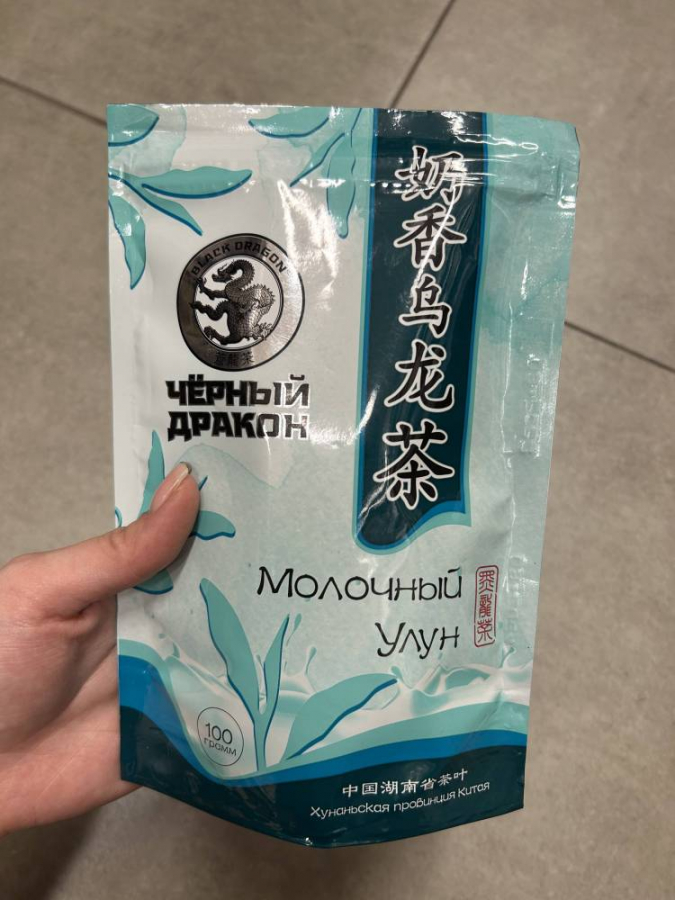 BLACK DRAGON
ЧЁРНЫЙ
ДРАКОН
奶香乌龙茶
Молочный
Улун
100
грамм
中国湖南省茶叶
Хунаньская провинция Китая